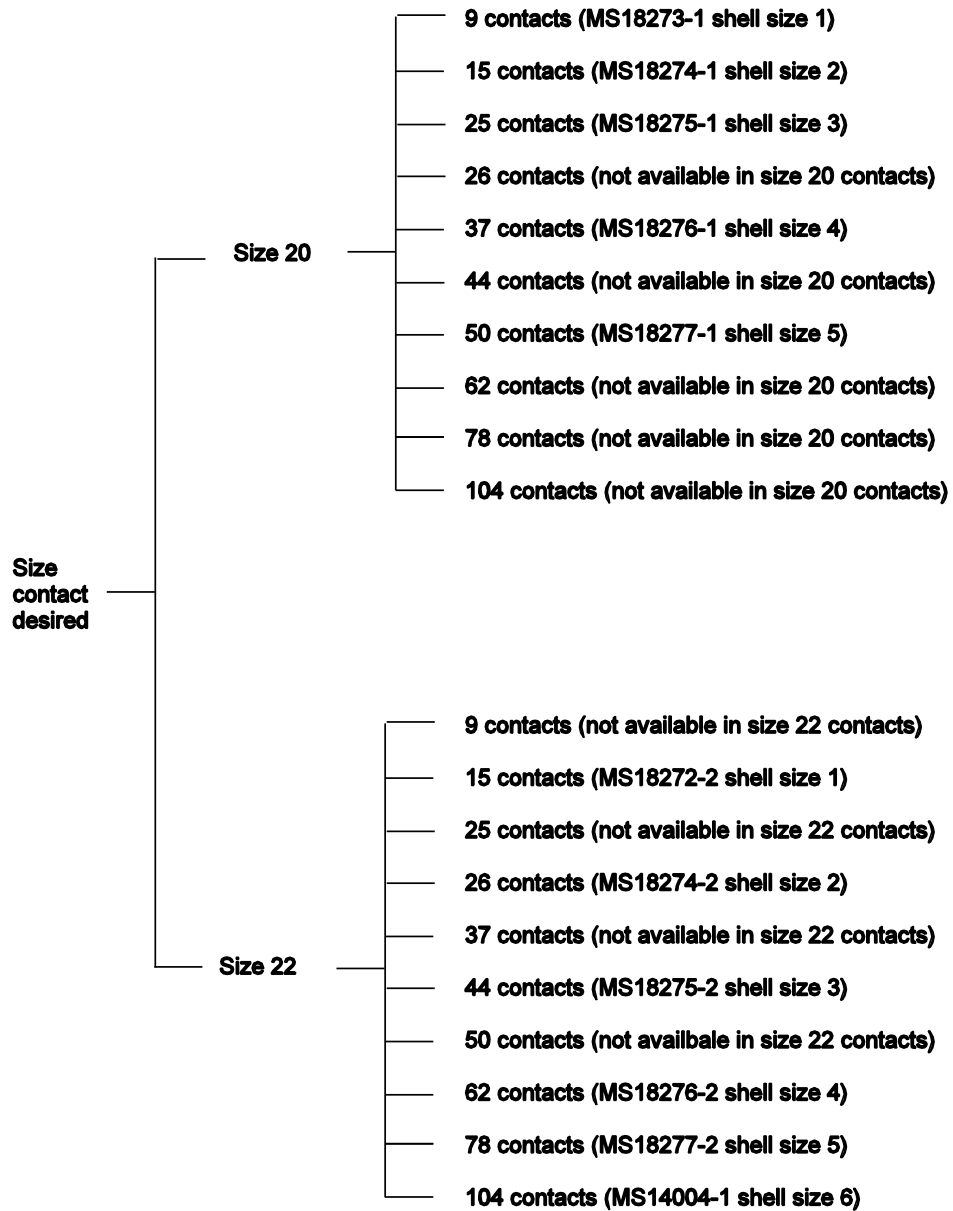 9 contacts (MS18273-1 shell size 1)
15 contacts (MS18274-1 shell size 2)
25 contacts (MS18275-1 shell size 3)
26 contacts (not available in size 20 contacts)
37 contacts (MS18276-1 shell size 4)
Size 20
44 contacts (not available in size 20 contacts)
50 contacts (MS18277-1 shell size 5)
62 contacts (not available in size 20 contacts)
78 contacts (not available in size 20 contacts)
104 contacts (not available in size 20 contacts)
Size
contact
desired
9 contacts (not available in size 22 contacts)
15 contacts (MS18272-2 shell size 1)
25 contacts (not available in size 22 contacts)
26 contacts (MS18274-2 shell size 2)
37 contacts (not available in size 22 contacts)
Size 22
44 contacts (MS18275-2 shell size 3)
50 contacts (not availbale in size 22 contacts)
62 contacts (MS18276-2 shell size 4)
78 contacts (MS18277-2 shell size 5)
104 contacts (MS14004-1 shell size 6)